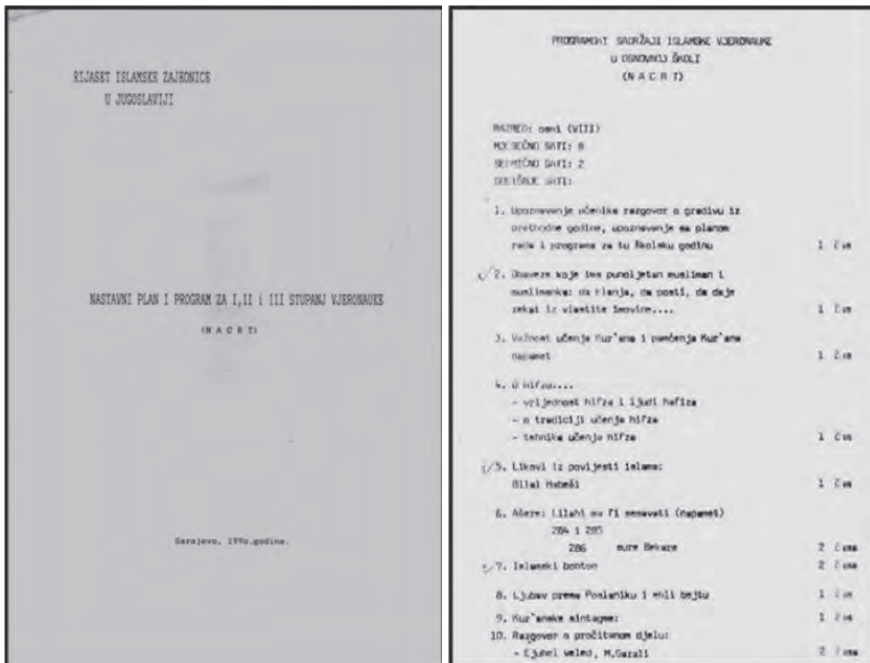 RIJASET ISLAMSKE ZAJEDNICE
U JUGOSLAVIJI
NASTAVNI PLAN I PROGRAM ZA I,II i III STUPANJ VJERONAUKE
(N A C R T)
Sarajevo, 1990.godine.
PROGRAMSKI SADRŽAJI ISLAMSKE VJERONAUKE
U OSNOVNOJ ŠKOLI
(N A C R T)
RAZRED: osmi (VIII)
MJESEČNO SATI: 8
SEDMIČNO SATI: 2
GODIŠNJE SATI:
1. Upoznavanje učenika razgovor o gradivu iz
prethodne godine, upoznavanje sa planom
rada i programa za tu školsku godinu 1 čas
2. Obaveze koje ima punoljetan musliman i
muslimanka: da klanja, da posti, da daje
zekat iz vlastite imovine.... 1 čas
3. Važnost učenja Kur'ana i pamćenja Kur'ana
napamet 1 čas
4. O hifzu....
- vrijednost hifza i ljudi hafiza
- o tradiciji učenja hifza
- tehnika učenja hifza 1 čas
5. Likovi iz povijesti islama:
Bilal Habeši 1 čas
6. Ašere: Lilahi ma fi semavati (napamet)
284 i 285
286 sure Bekare 2 časa
7. Islamski bonton 2 časa
8. Ljubav prema Poslaniku i ehli bejtu 1 čas
9. Kur'anske sintagme: 1 čas
10. Razgovor o pročitanom djelu:
- Ejuhel veled, M.Gazali 2 časa